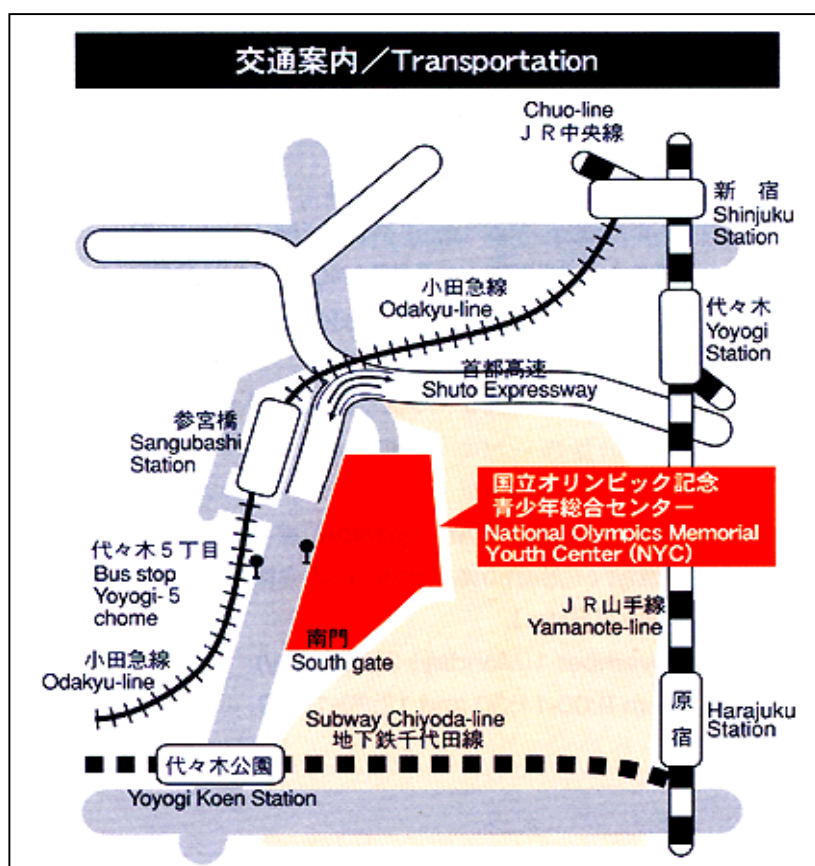 交通案内／Transportation
Chuo-line
ＪＲ中央線
新 宿
Shinjuku
Station
小田急線
Odakyu-line
代々木
Yoyogi
Station
首都高速
Shuto Expressway
参宮橋
Sangubashi
Station
国立オリンピック記念
青少年総合センター
National Olympics Memorial
Youth Center (NYC)
代々木５丁目
Bus stop
Yoyogi- 5
chome
ＪＲ山手線
Yamanote-line
南門
South gate
小田急線
Odakyu-line
原
宿
Harajuku
Station
Subway Chiyoda-line
地下鉄千代田線
代々木公園
Yoyogi Koen Station